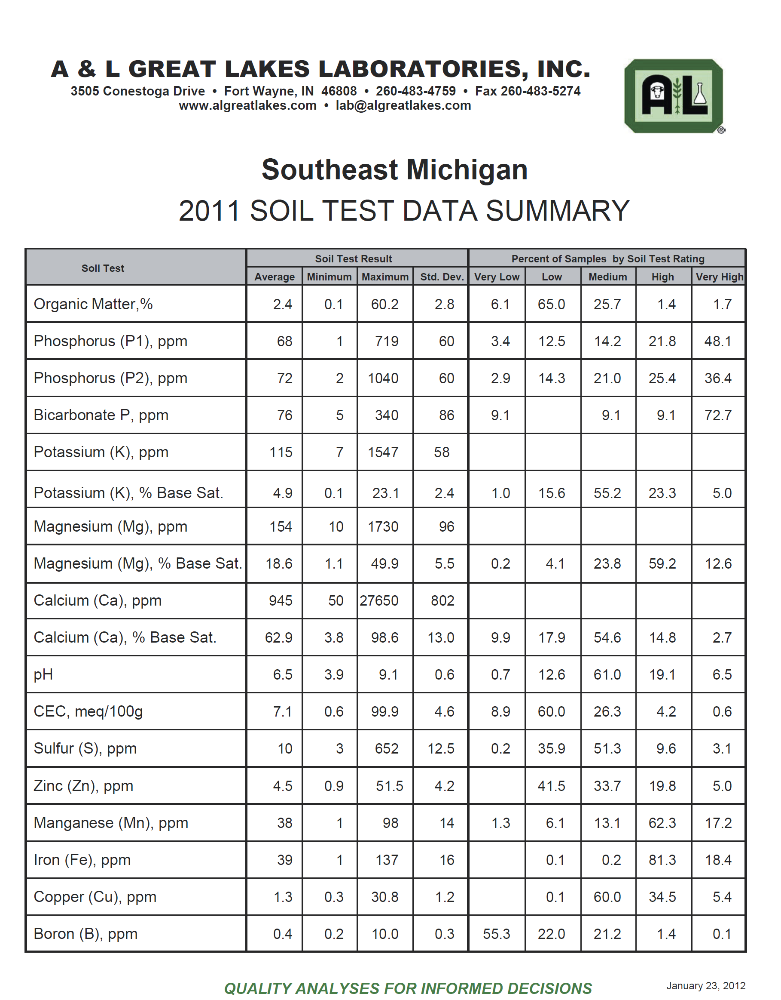 A & L GREAT LAKES LABORATORIES, INC.
3505 Conestoga Drive • Fort Wayne, IN 46808 • 260-483-4759 • Fax 260-483-5274
www.algreatlakes.com • lab@algreatlakes.com
AL
®
Southeast Michigan
2011 SOIL TEST DATA SUMMARY
Soil Test Soil Test Result Percent of Samples by Soil Test Rating
Average Minimum Maximum Std. Dev. Very Low Low Medium High Very High
Organic Matter,% 2.4 0.1 60.2 2.8 6.1 65.0 25.7 1.4 1.7
Phosphorus (P1), ppm 68 1 719 60 3.4 12.5 14.2 21.8 48.1
Phosphorus (P2), ppm 72 2 1040 60 2.9 14.3 21.0 25.4 36.4
Bicarbonate P, ppm 76 5 340 86 9.1 9.1 9.1 72.7
Potassium (K), ppm 115 7 1547 58
Potassium (K), % Base Sat. 4.9 0.1 23.1 2.4 1.0 15.6 55.2 23.3 5.0
Magnesium (Mg), ppm 154 10 1730 96
Magnesium (Mg), % Base Sat. 18.6 1.1 49.9 5.5 0.2 4.1 23.8 59.2 12.6
Calcium (Ca), ppm 945 50 27650 802
Calcium (Ca), % Base Sat. 62.9 3.8 98.6 13.0 9.9 17.9 54.6 14.8 2.7
pH 6.5 3.9 9.1 0.6 0.7 12.6 61.0 19.1 6.5
CEC, meq/100g 7.1 0.6 99.9 4.6 8.9 60.0 26.3 4.2 0.6
Sulfur (S), ppm 10 3 652 12.5 0.2 35.9 51.3 9.6 3.1
Zinc (Zn), ppm 4.5 0.9 51.5 4.2 41.5 33.7 19.8 5.0
Manganese (Mn), ppm 38 1 98 14 1.3 6.1 13.1 62.3 17.2
Iron (Fe), ppm 39 1 137 16 0.1 0.2 81.3 18.4
Copper (Cu), ppm 1.3 0.3 30.8 1.2 0.1 60.0 34.5 5.4
Boron (B), ppm 0.4 0.2 10.0 0.3 55.3 22.0 21.2 1.4 0.1
QUALITY ANALYSES FOR INFORMED DECISIONS
January 23, 2012